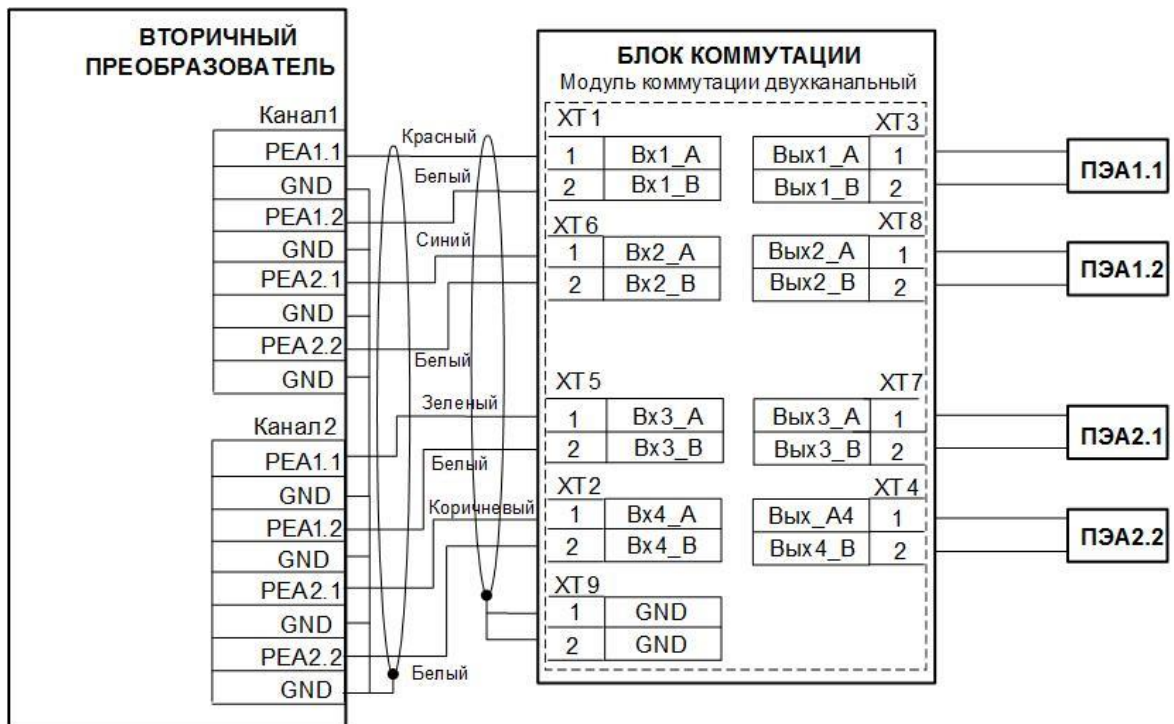 ВТОРИЧНЫЙ
ПРЕОБРАЗОВАТЕЛЬ
Канал1
PEA1.1
GND
PEA1.2
GND
PEA2.1
GND
PEA2.2
GND
Канал2
PEA1.1
GND
PEA1.2
GND
PEA2.1
GND
PEA2.2
GND
Красный
Белый
Синий
Белый
Зеленый
Белый
Коричневый
Белый
БЛОК КОММУТАЦИИ
Модуль коммутации двухканальный
XT1
1 Вх1_А
2 Вх1_В
XT3
Вых1_А 1
Вых1_В 2
XT6
1 Вх2_А
2 Вх2_В
XT8
Вых2_А 1
Вых2_В 2
XT5
1 Вх3_А
2 Вх3_В
XT7
Вых3_А 1
Вых3_В 2
XT2
1 Вх4_А
2 Вх4_В
XT4
Вых_А4 1
Вых4_В 2
XT9
1 GND
2 GND
ПЭА1.1
ПЭА1.2
ПЭА2.1
ПЭА2.2